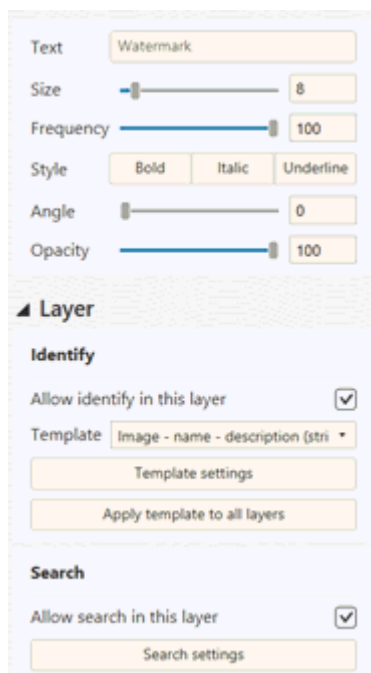 Text Watermark
Size 8
Frequency 100
Style Bold Italic Underline
Angle 0
Opacity 100
Layer
Identify
Allow identify in this layer
Template Image - name - description (stri
Template settings
Apply template to all layers
Search
Allow search in this layer
Search settings